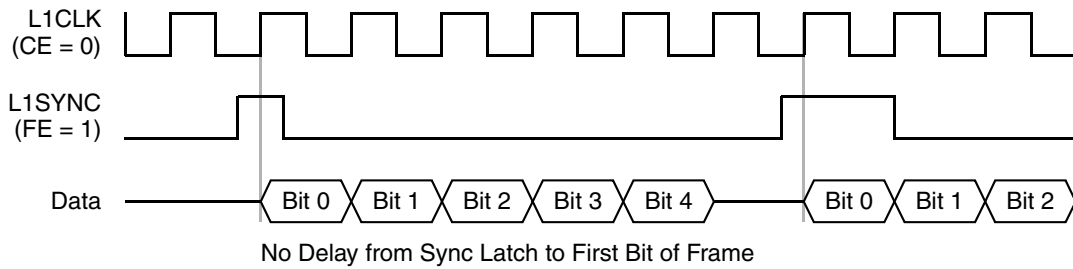 L1CLK
(CE = 0)
L1SYNC
(FE = 1)
Data Bit 0 Bit 1 Bit 2 Bit 3 Bit 4 Bit 0 Bit 1 Bit 2
No Delay from Sync Latch to First Bit of Frame